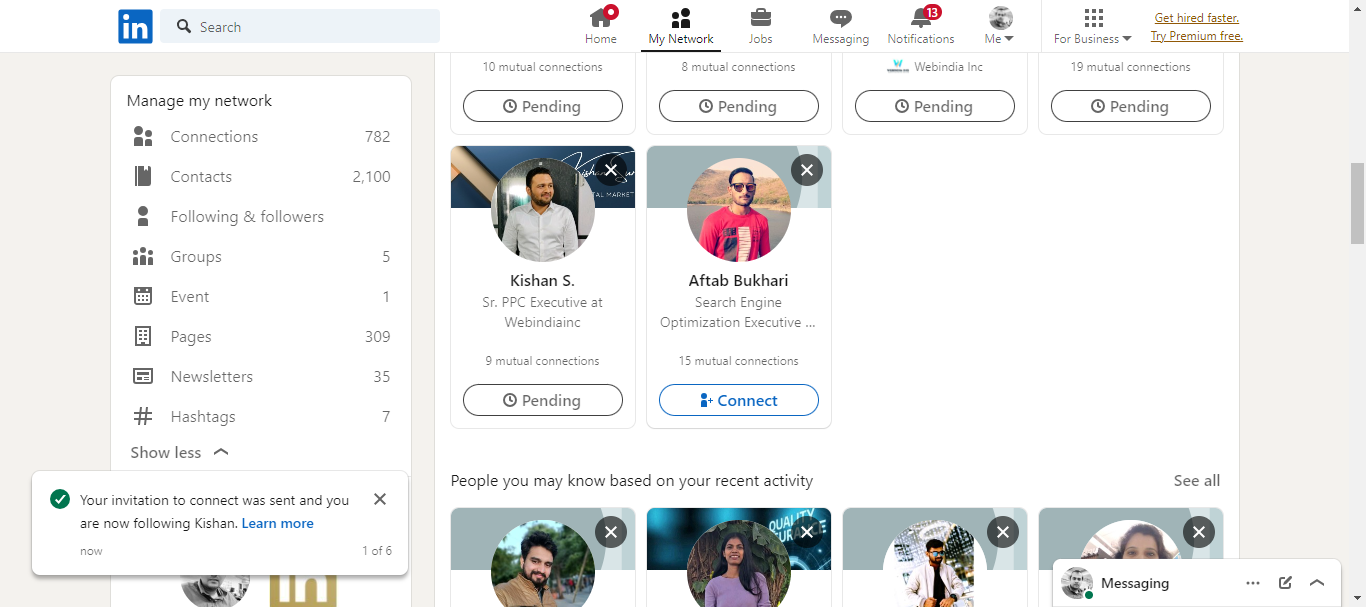 in
Search
Home
My Network
Jobs
Messaging
13
Notifications
Me
For Business
Get hired faster.
Try Premium free.
10 mutual connections
8 mutual connections
Webindia Inc
19 mutual connections
Pending
Pending
Pending
Pending
Manage my network
Connections 782
Contacts 2,100
Following & followers
Groups 5
Event 1
Pages 309
Newsletters 35
Hashtags 7
Show less
Kishan S.
Sr. PPC Executive at
Webindiainc
9 mutual connections
Pending
Aftab Bukhari
Search Engine
Optimization Executive ...
15 mutual connections
Connect
People you may know based on your recent activity
See all
QUALITY
Your invitation to connect was sent and you
are now following Kishan. Learn more
now
1 of 6
Messaging